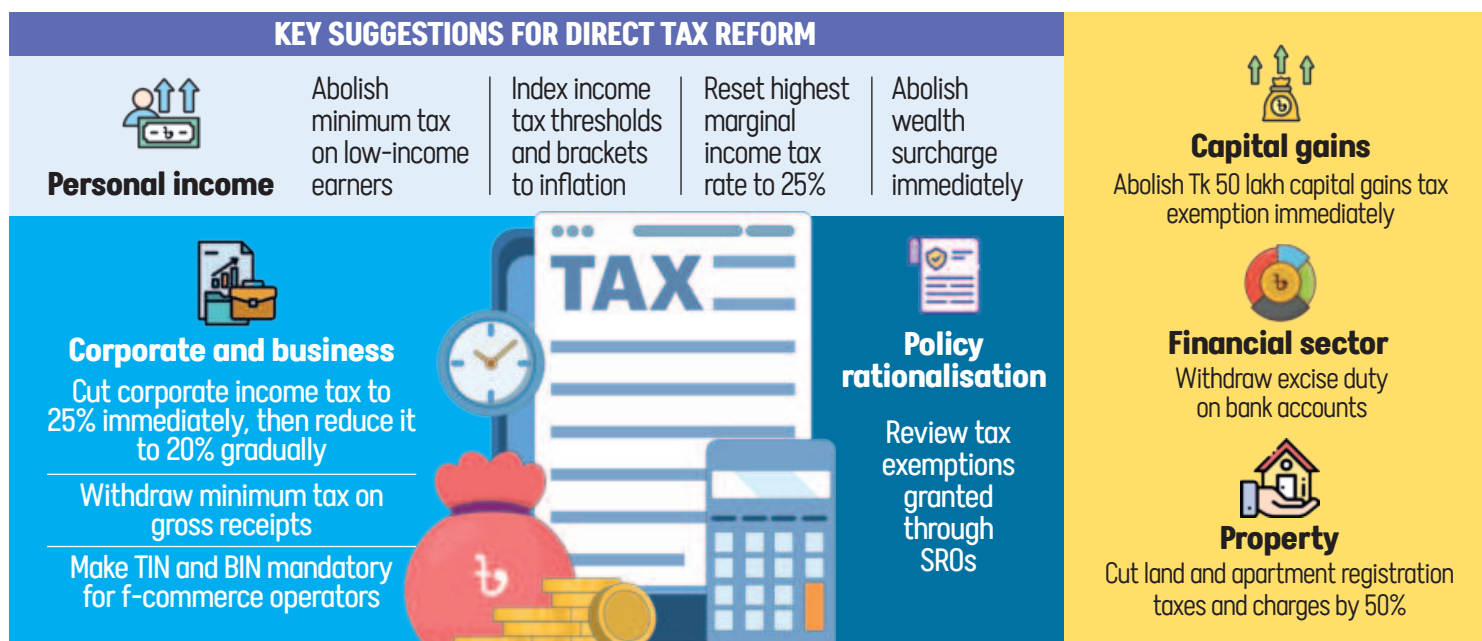 KEY SUGGESTIONS FOR DIRECT TAX REFORM
Personal income
Abolish
minimum tax
on low-income
earners
Index income
tax thresholds
and brackets
to inflation
Reset highest
marginal
income tax
rate to 25%
Abolish
wealth
surcharge
immediately
Corporate and business
Cut corporate income tax to
25% immediately, then reduce it
to 20% gradually
Withdraw minimum tax on
gross receipts
Make TIN and BIN mandatory
for f-commerce operators
TAX
৳
Policy
rationalisation
Review tax
exemptions
granted
through
SROs
Capital gains
Abolish Tk 50 lakh capital gains tax
exemption immediately
Financial sector
Withdraw excise duty
on bank accounts
Property
Cut land and apartment registration
taxes and charges by 50%